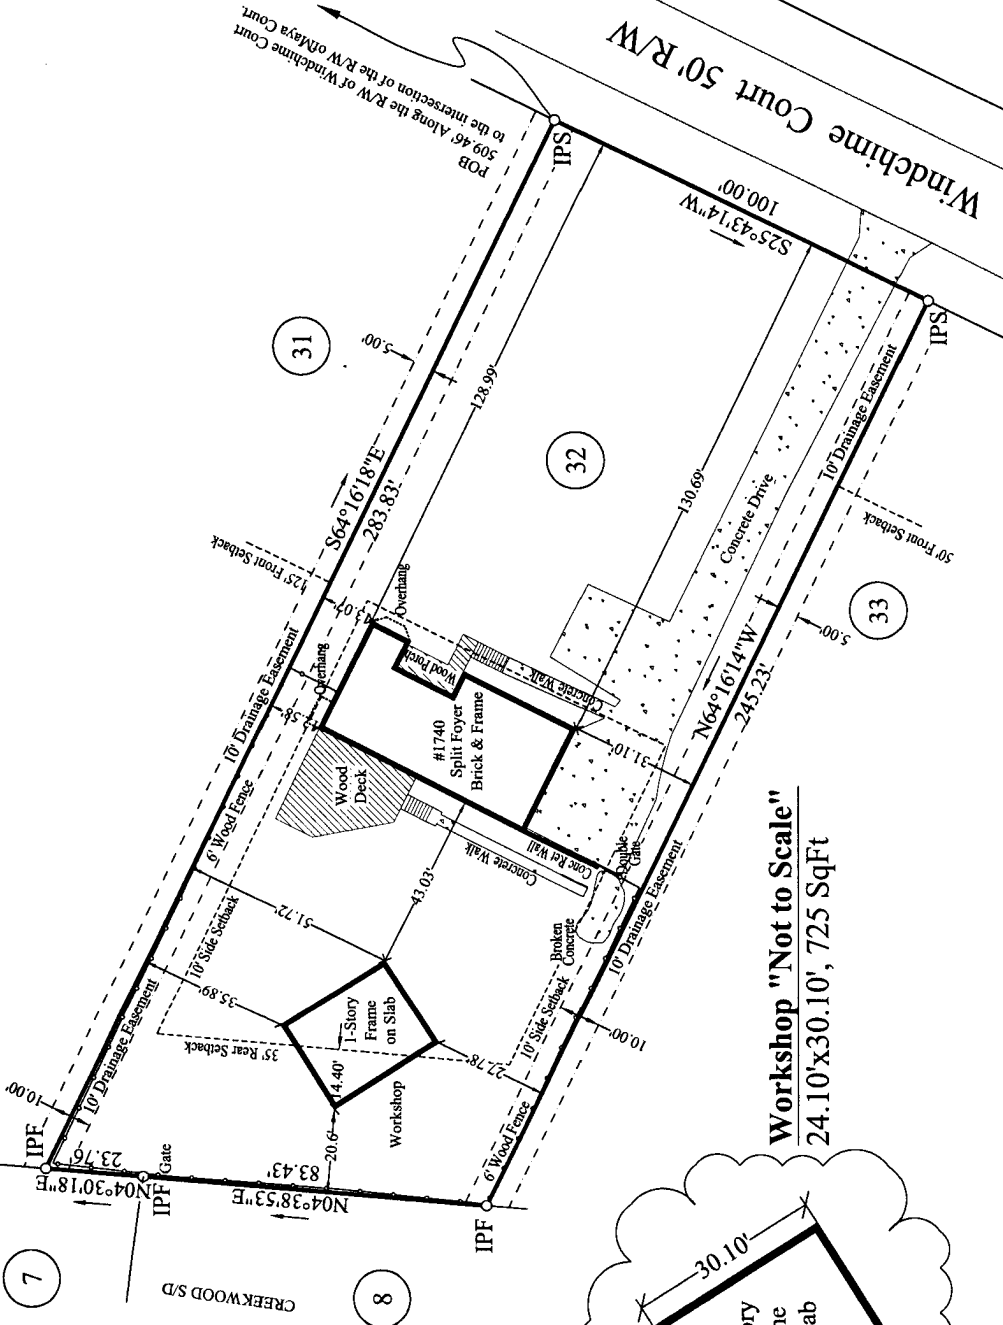 POB
509.46' Along the R/W of Windchime Court
to the intersection of the R/W of Maya Court.
Windchime Court 50' R/W
IPS
S25°43'14"W
100.00'
IPS
31
5.00'
S64°16'18"E
283.83'
128.99'
32
130.69'
Concrete Drive
10' Drainage Easement
50' Front Setback
125' Front Setback
33
5.00'
N64°16'14"W
245.23'
10' Drainage Easement
Overhang
13.07'
Overhang
12.58'
Wood Porch
Concrete Walk
#1740
Split Foyer
Brick & Frame
31.10'
Wood
Deck
6' Wood Fence
Concrete Walk
Conc Ret Wall
Double
Gate
10' Drainage Easement
Broken
Concrete
43.03'
51.72'
10' Side Setback
35.89'
1-Story
Frame
on Slab
35' Rear Setback
14.40'
10' Side Setback
27.78'
10.00'
Workshop
20.6'
10' Drainage Easement
10.00'
IPF
23.76'
N04°30'18"E
IPF
Gate
83.43'
N04°38'53"E
6' Wood Fence
IPF
7
CREEKWOOD S/D
8
Workshop "Not to Scale"
24.10'x30.10', 725 SqFt
30.10'
ory
me
ab